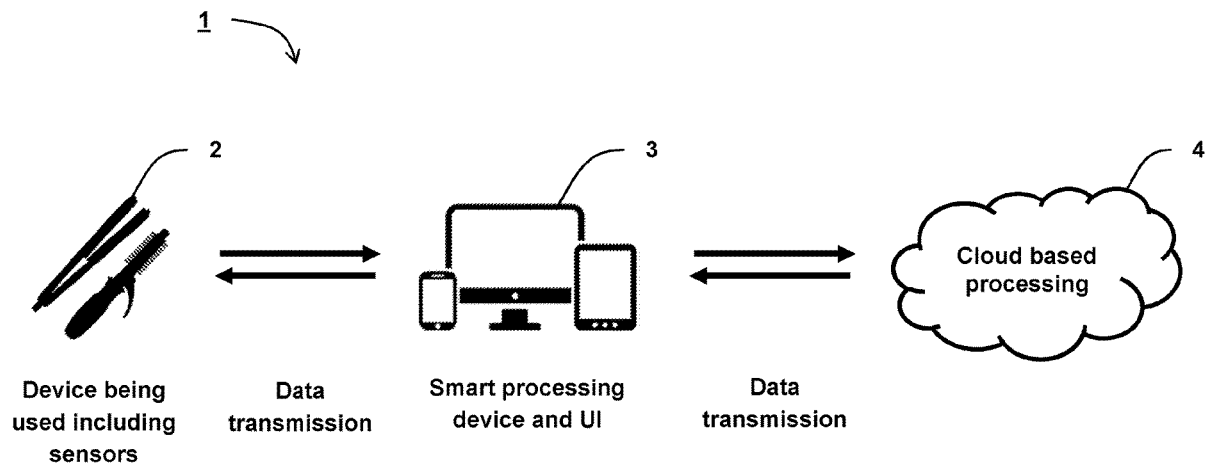 1
2
3
4
Cloud based
processing
Device being
used including
sensors
Data
transmission
Smart processing
device and UI
Data
transmission